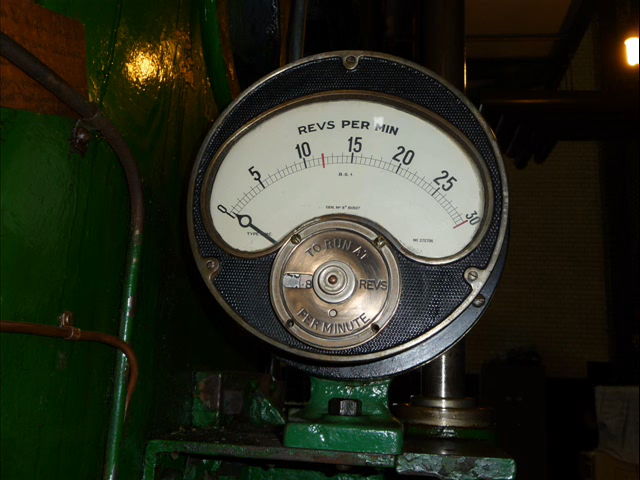 REVS PER MIN
0 5 10 15 20 25 30
TO RUN AT
REVS
PER MINUTE